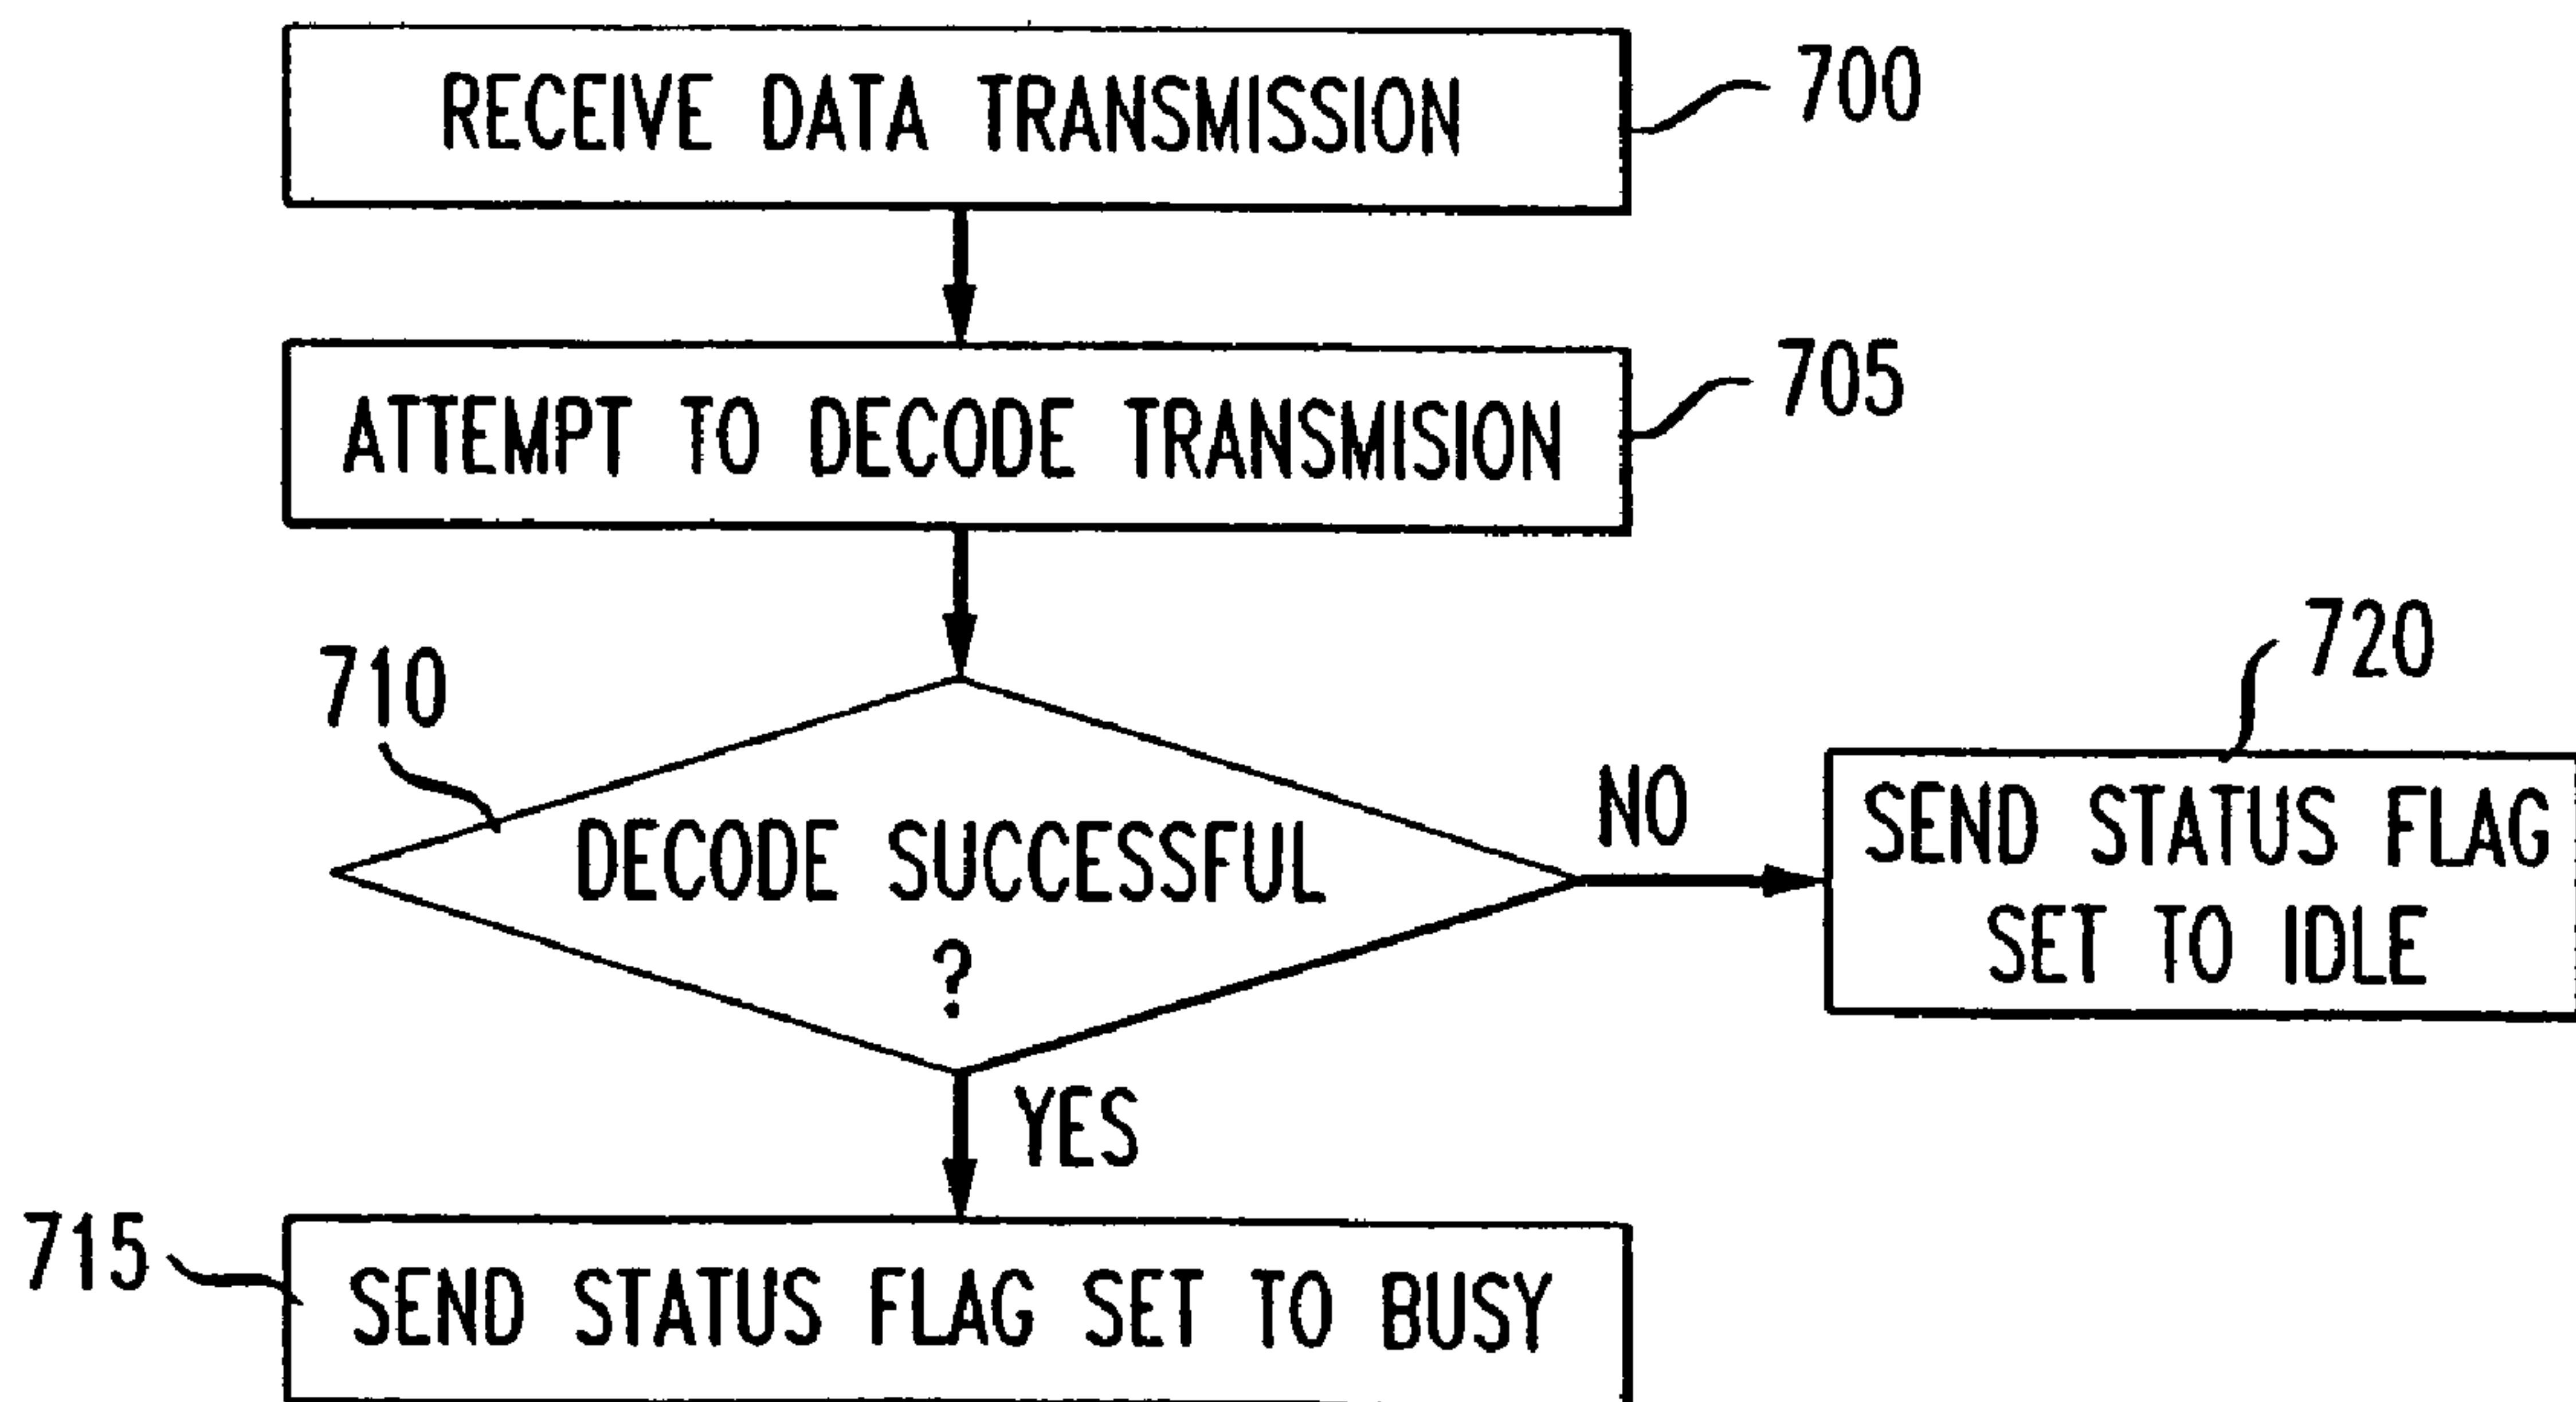 RECEIVE DATA TRANSMISSION
700
ATTEMPT TO DECODE TRANSMISION
705
710
DECODE SUCCESSFUL
?
NO
720
SEND STATUS FLAG
SET TO IDLE
YES
715
SEND STATUS FLAG SET TO BUSY